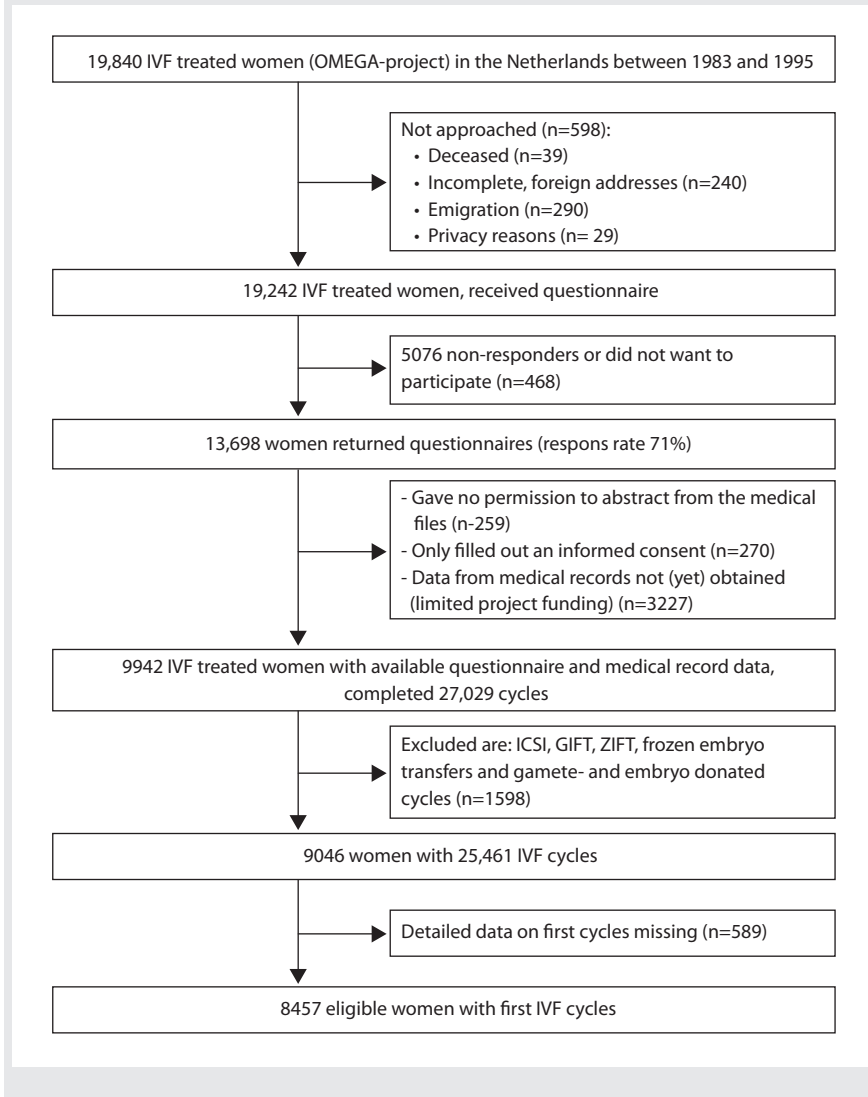 19,840 IVF treated women (OMEGA-project) in the Netherlands between 1983 and 1995
Not approached (n=598):
• Deceased (n=39)
• Incomplete, foreign addresses (n=240)
• Emigration (n=290)
• Privacy reasons (n= 29)
19,242 IVF treated women, received questionnaire
5076 non-responders or did not want to
participate (n=468)
13,698 women returned questionnaires (respons rate 71%)
- Gave no permission to abstract from the medical
files (n-259)
- Only filled out an informed consent (n=270)
- Data from medical records not (yet) obtained
(limited project funding) (n=3227)
9942 IVF treated women with available questionnaire and medical record data,
completed 27,029 cycles
Excluded are: ICSI, GIFT, ZIFT, frozen embryo
transfers and gamete- and embryo donated
cycles (n=1598)
9046 women with 25,461 IVF cycles
Detailed data on first cycles missing (n=589)
8457 eligible women with first IVF cycles